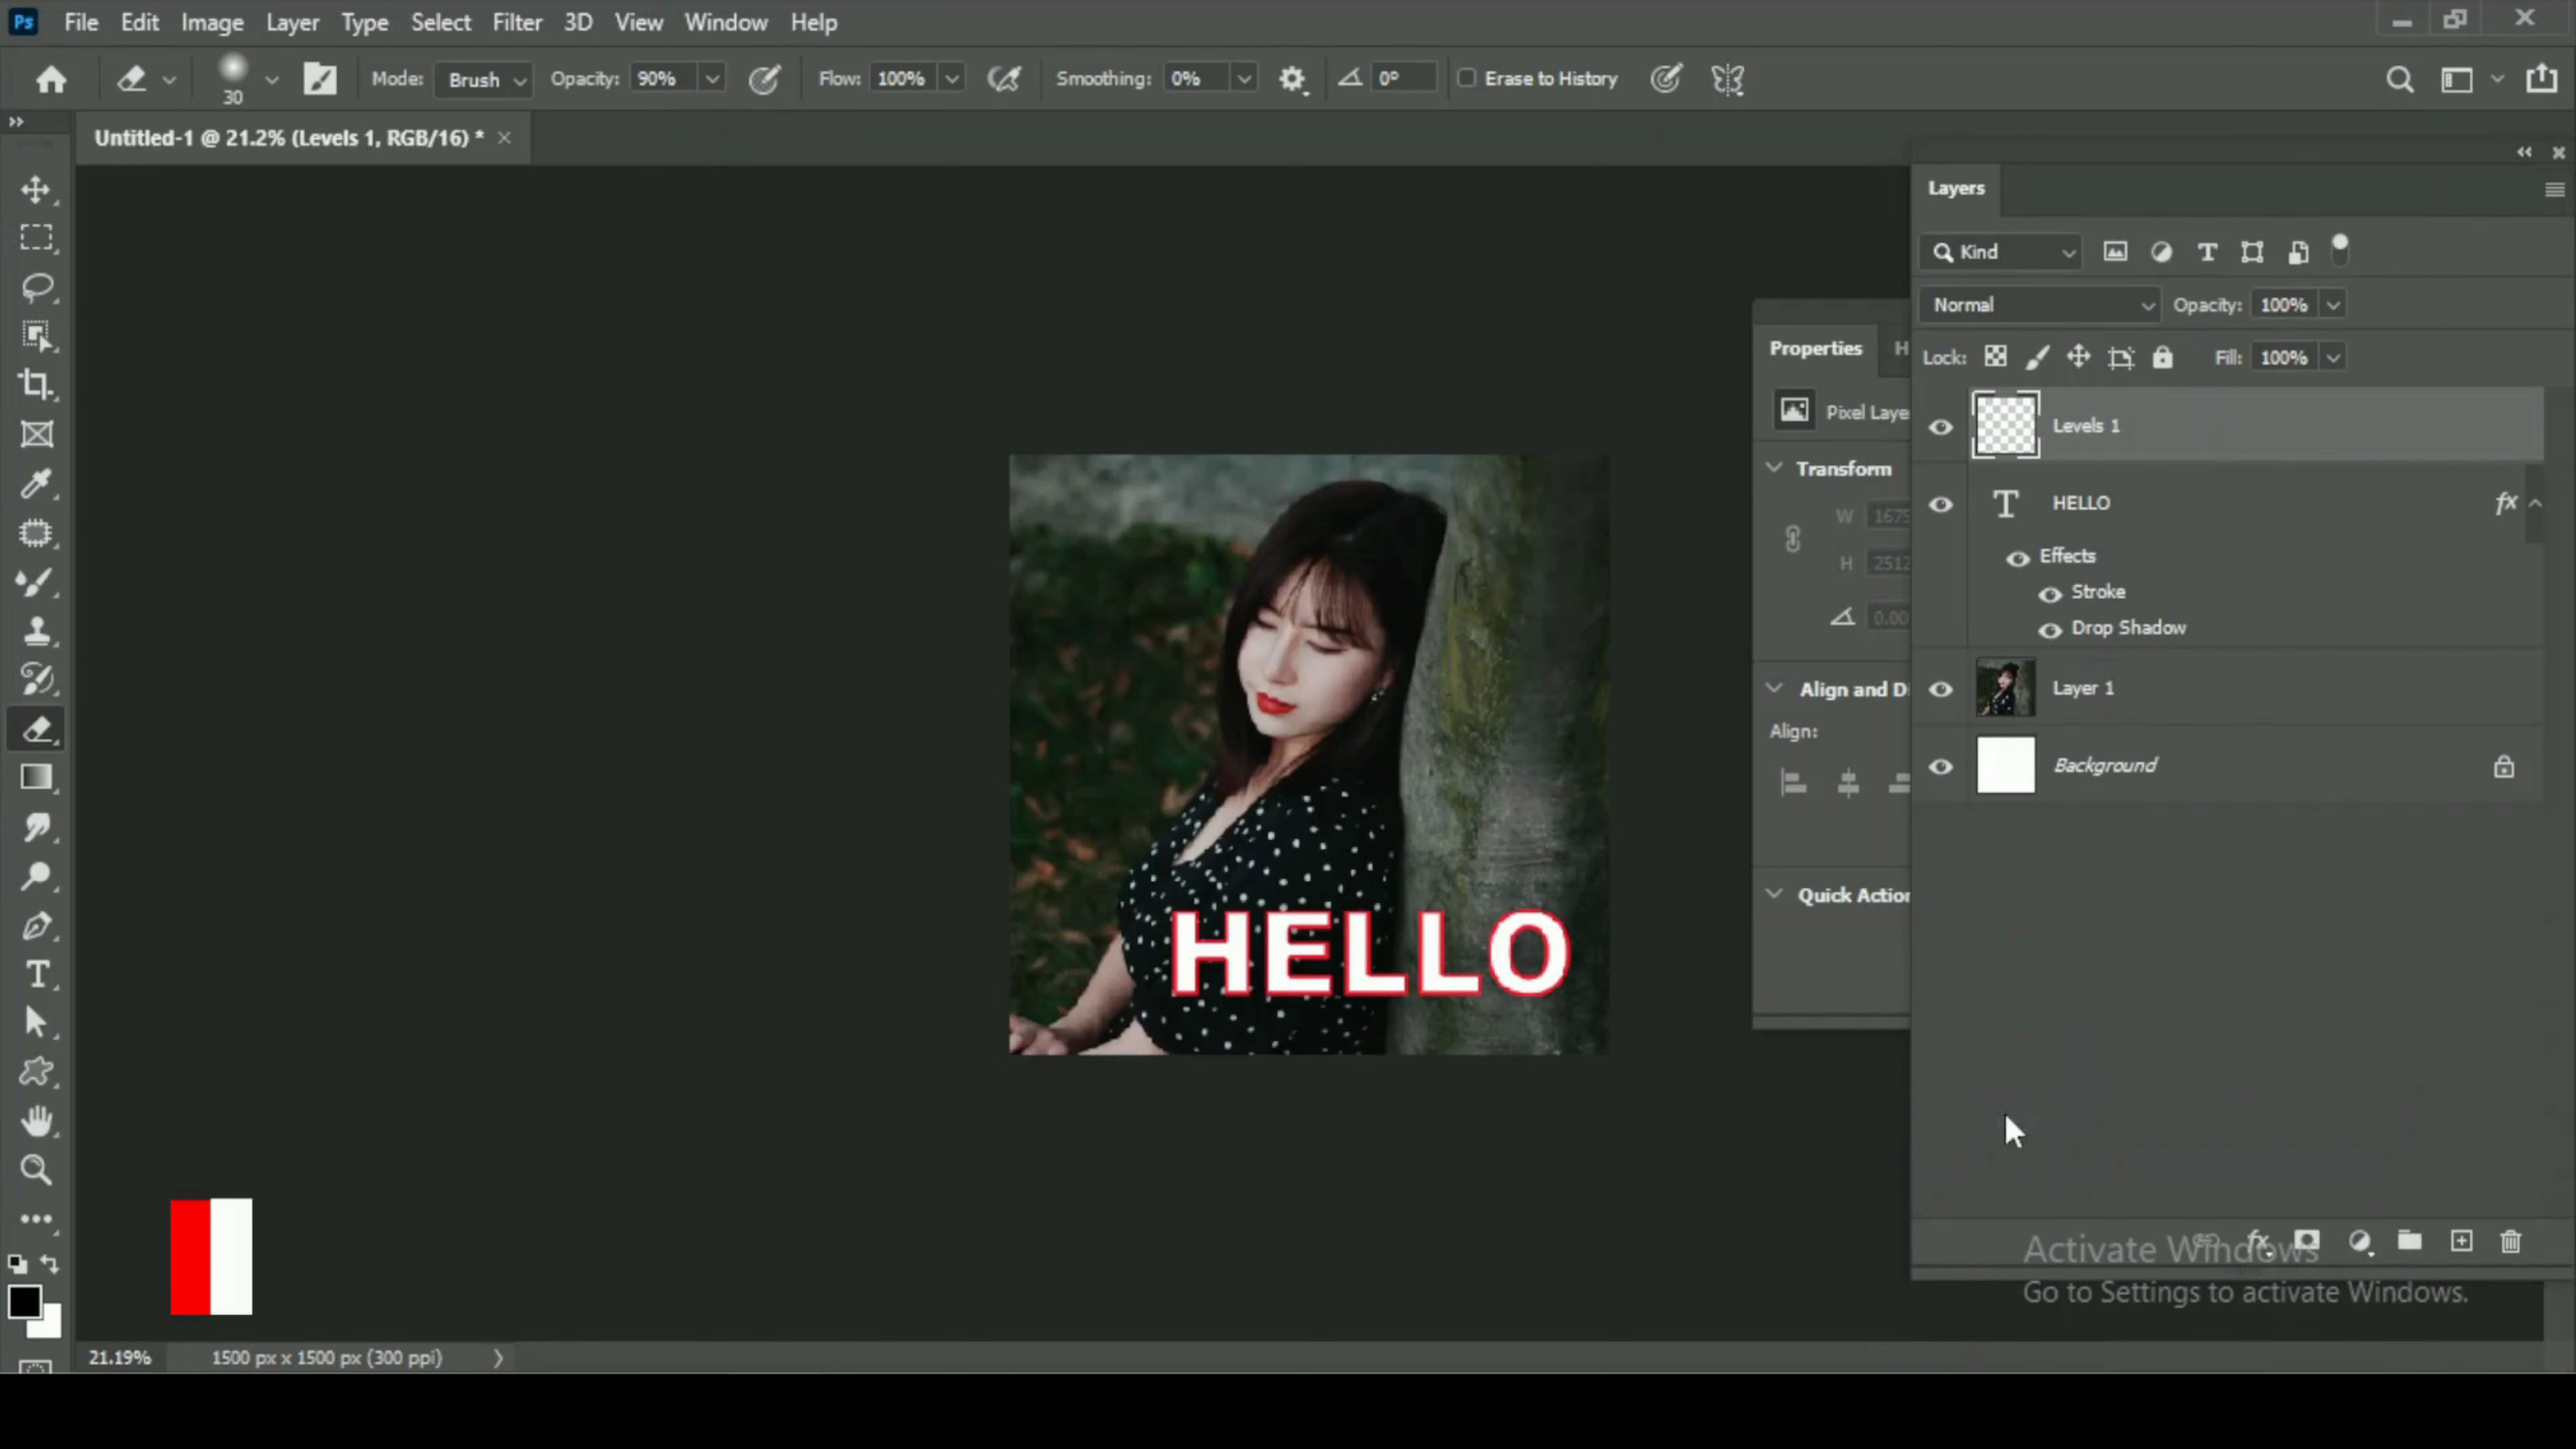 Ps File Edit Image Layer Type Select Filter 3D View Window Help
30 Mode: Brush Opacity: 90% Flow: 100% Smoothing: 0% 0° Erase to History
Untitled-1 @ 21.2% (Levels 1, RGB/16) *
Layers
Kind
Normal Opacity: 100%
Properties
Lock: Fill: 100%
Pixel Laye
Levels 1
Transform
HELLO fx
W 1675
Effects
H 2512
Stroke
0.00
Drop Shadow
Align and Di
Layer 1
Align:
Background
Quick Action
HELLO
Activate Windows
Go to Settings to activate Windows.
21.19% 1500 px x 1500 px (300 ppi)